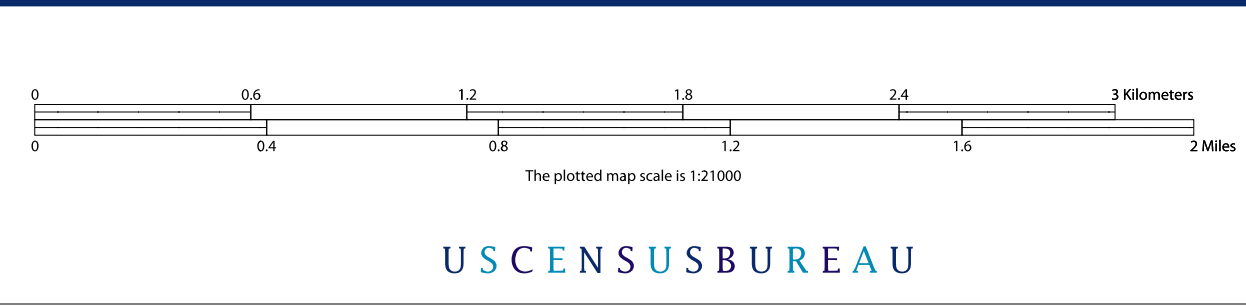 0 0.6 1.2 1.8 2.4 3 Kilometers
0 0.4 0.8 1.2 1.6 2 Miles
The plotted map scale is 1:21000
USCENSUSBUREAU